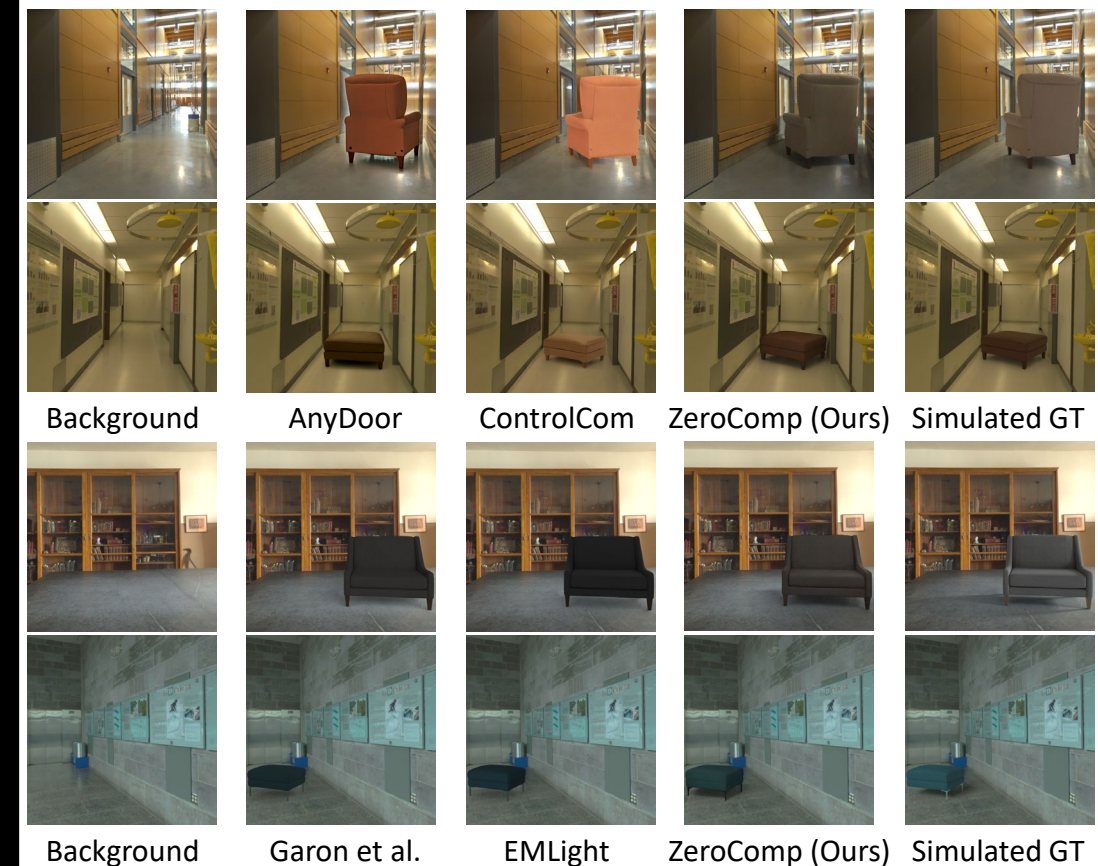 Background AnyDoor ControlCom ZeroComp (Ours) Simulated GT
Background Garon et al. EMLight ZeroComp (Ours) Simulated GT